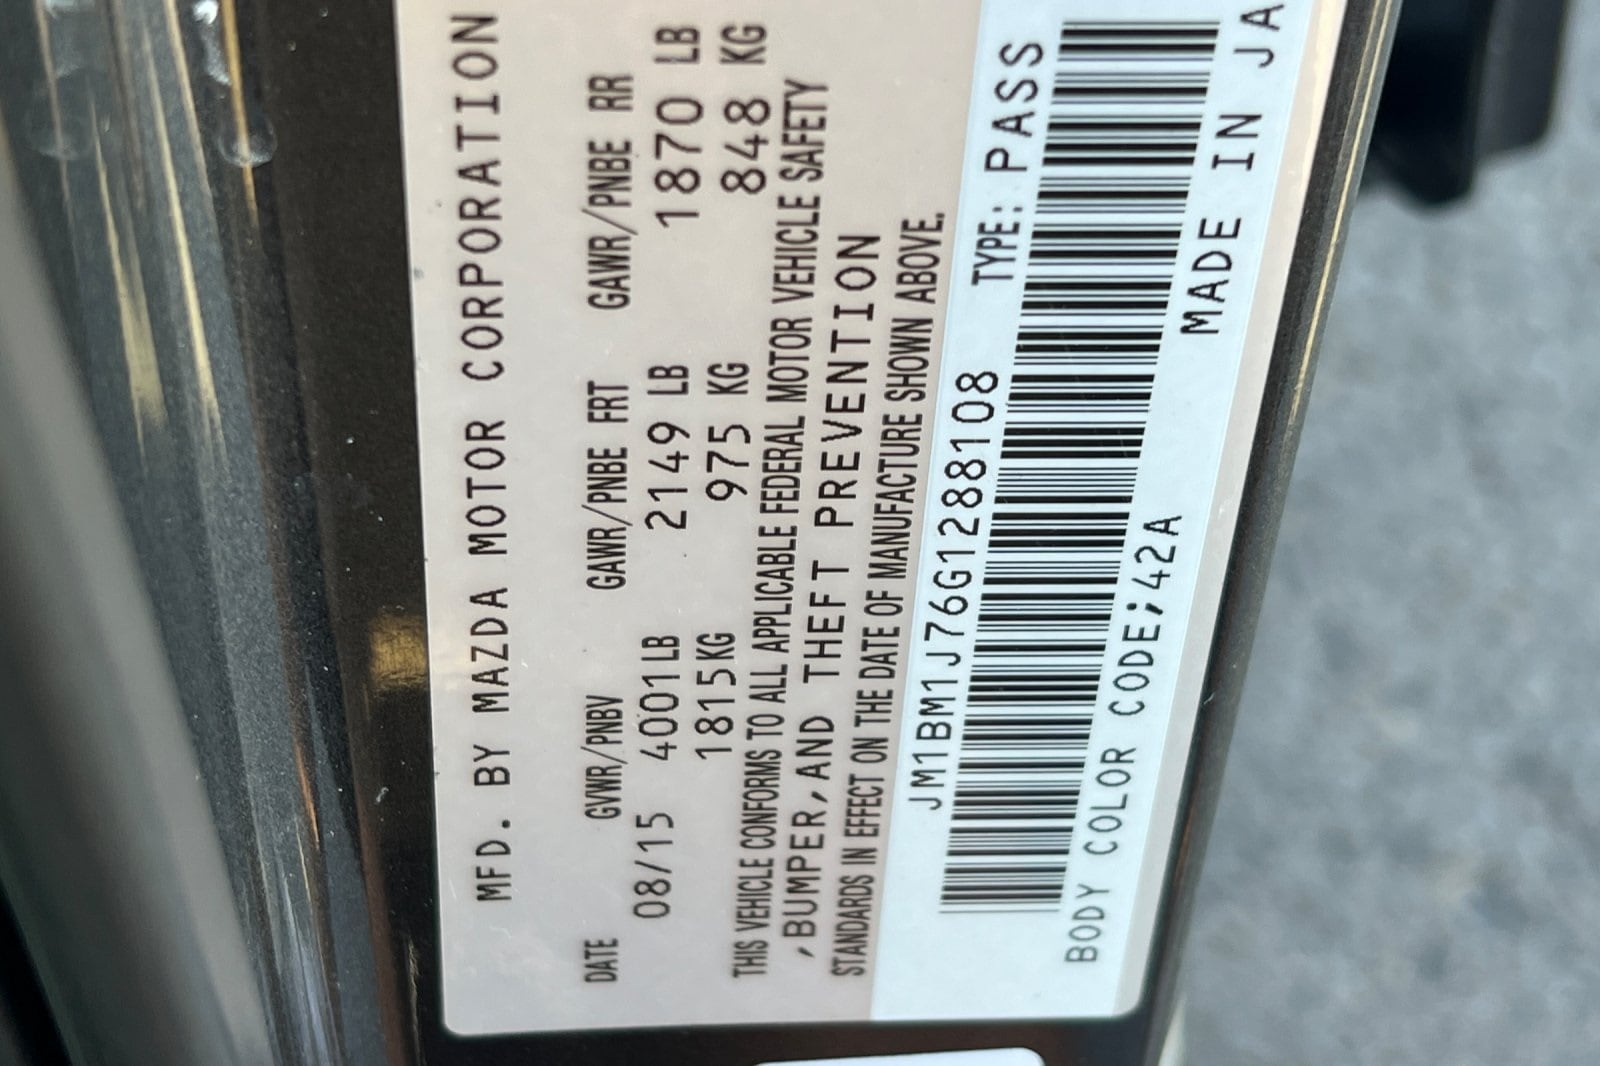 MFD. BY MAZDA MOTOR CORPORATION
DATE GVWR/PNBV GAWR/PNBE FRT GAWR/PNBE RR
08/15 4001LB 2149 LB 1870 LB
1815KG 975 KG 848 KG
THIS VEHICLE CONFORMS TO ALL APPLICABLE FEDERAL MOTOR VEHICLE SAFETY
,BUMPER,AND THEFT PREVENTION
STANDARDS IN EFFECT ON THE DATE OF MANUFACTURE SHOWN ABOVE.
JM1BM1J76G1288108 TYPE: PASS
BODY COLOR CODE;42A MADE IN JA